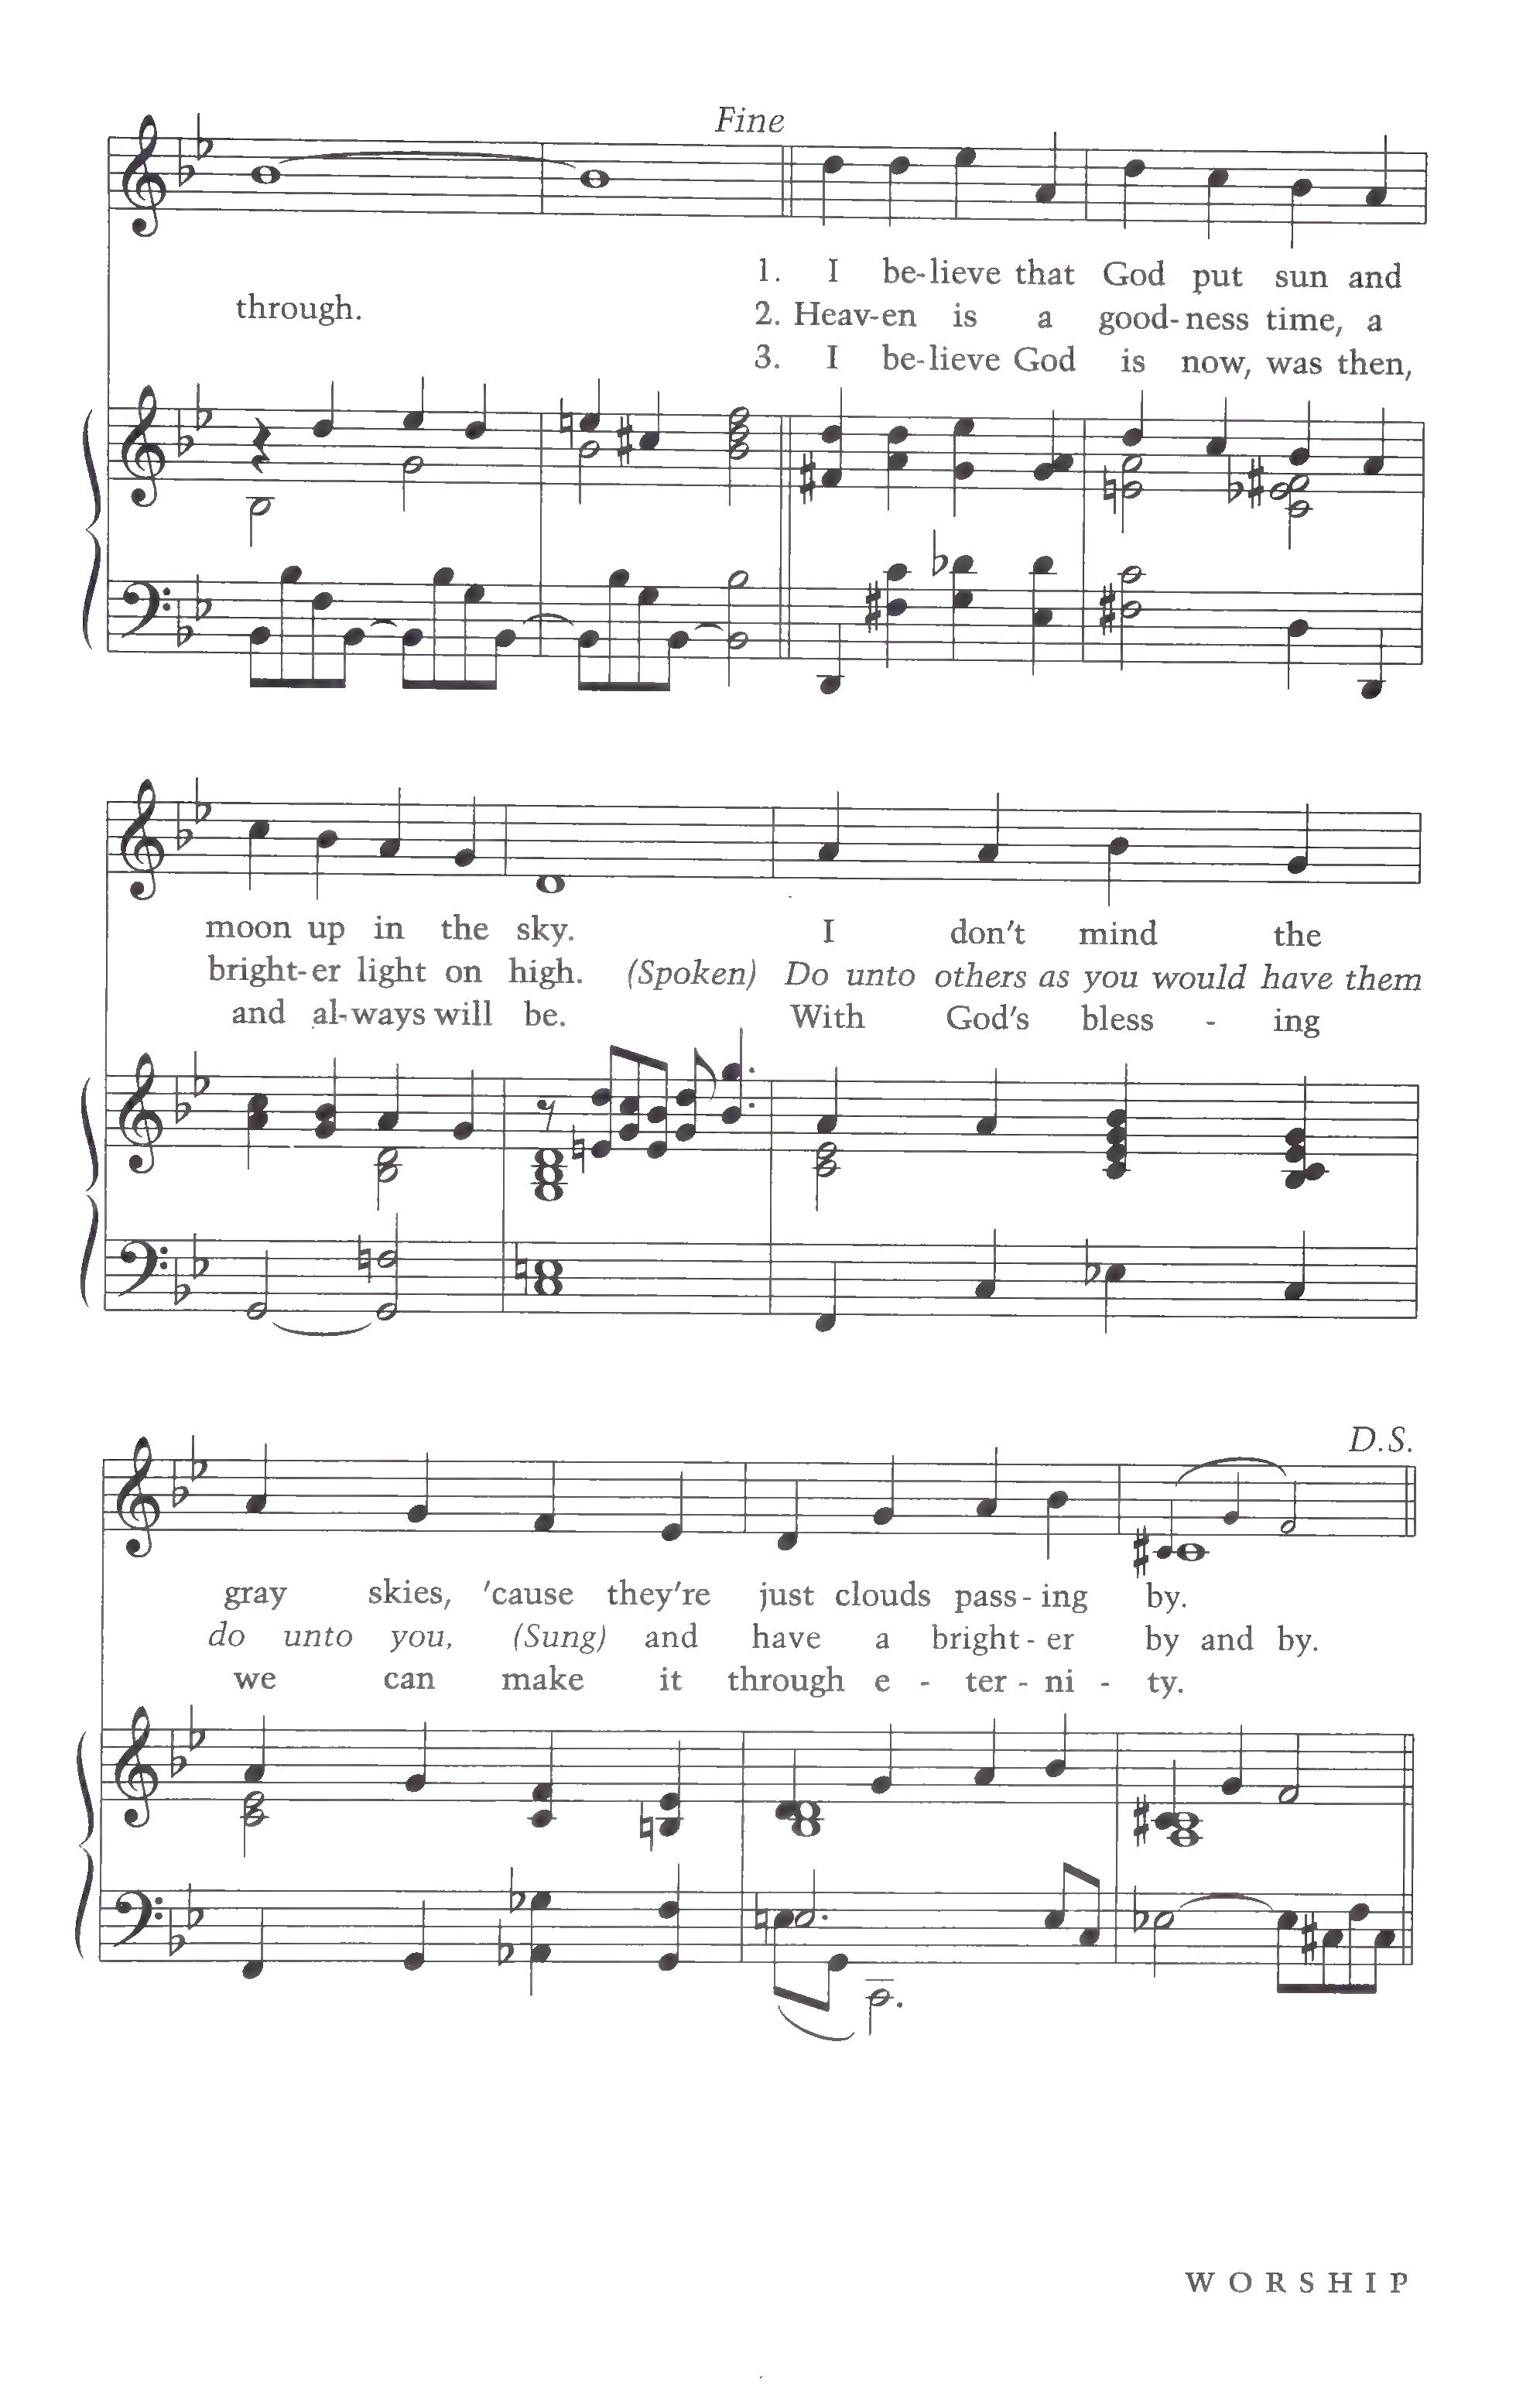 Fine
1. I be-lieve that God put sun and
through. 2. Heav-en is a good-ness time, a
3. I be-lieve God is now, was then,
moon up in the sky. I don't mind the
bright-er light on high. (Spoken) Do unto others as you would have them
and al-ways will be. With God's bless - ing
D.S.
gray skies, 'cause they're just clouds pass-ing by.
do unto you, (Sung) and have a bright-er by and by.
we can make it through e - ter - ni - ty.
WORSHIP